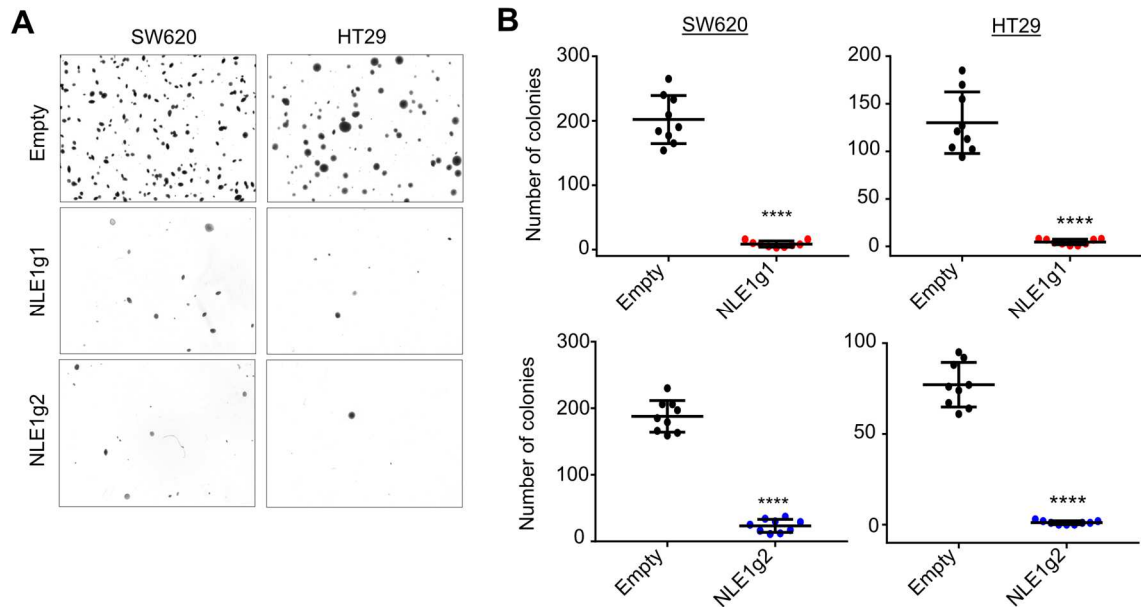 A
SW620 HT29
Empty
NLE1g1
NLE1g2
B
SW620
Number of colonies
300
200
100
0
****
Empty
NLE1g1
HT29
200
150
100
50
0
****
Empty
NLE1g1
Number of colonies
300
200
100
0
****
Empty
NLE1g2
100
50
0
****
Empty
NLE1g2